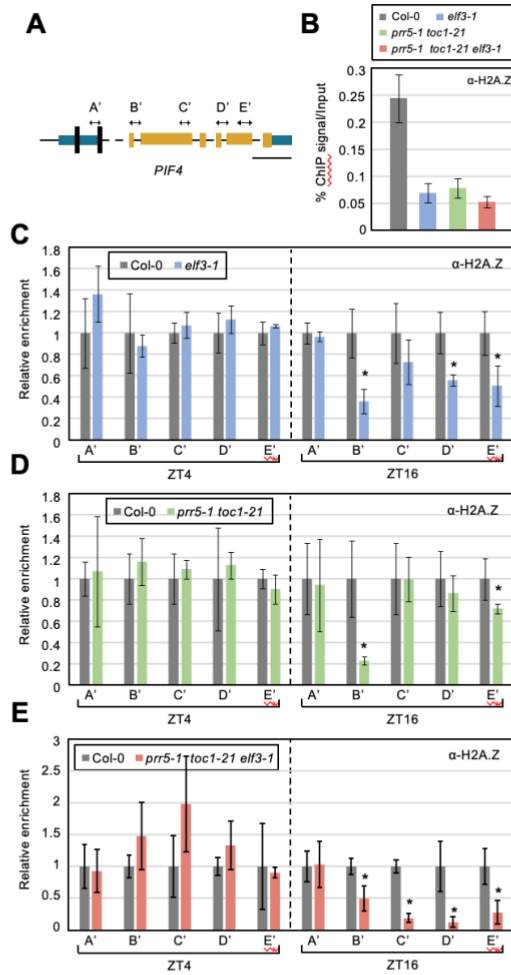 A
A' B' C' D' E'
PIF4
B
Col-0 elf3-1
prr5-1 toc1-21
prr5-1 toc1-21 elf3-1
α-H2A.Z
% ChIP signal/Input
0.3
0.25
0.2
0.15
0.1
0.05
0
C
Col-0 elf3-1
α-H2A.Z
Relative enrichment
1.8
1.6
1.4
1.2
1
0.8
0.6
0.4
0.2
0
* * *
A' B' C' D' E' A' B' C' D' E'
ZT4 ZT16
D
Col-0 prr5-1 toc1-21
α-H2A.Z
Relative enrichment
1.8
1.6
1.4
1.2
1
0.8
0.6
0.4
0.2
0
* *
A' B' C' D' E' A' B' C' D' E'
ZT4 ZT16
E
Col-0 prr5-1 toc1-21 elf3-1
α-H2A.Z
Relative enrichment
3
2.5
2
1.5
1
0.5
0
* * * *
A' B' C' D' E' A' B' C' D' E'
ZT4 ZT16